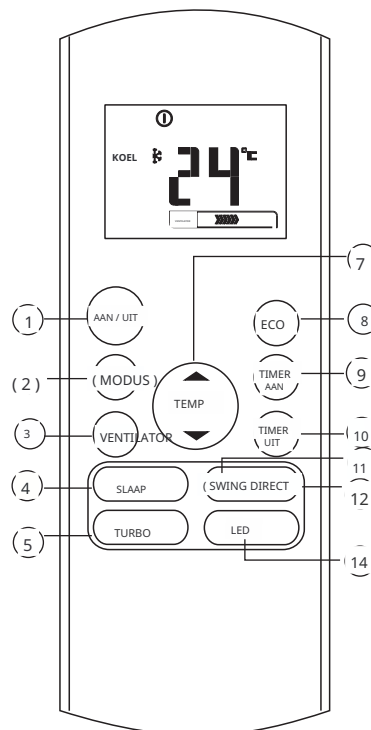 KOEL
24°C
7
1
AAN / UIT
ECO
8
( 2 )
( MODUS )
TIMER
AAN
9
TEMP
3
VENTILATOR
TIMER
UIT
10
11
4
SLAAP
( SWING DIRECT )
12
5
TURBO
LED
14